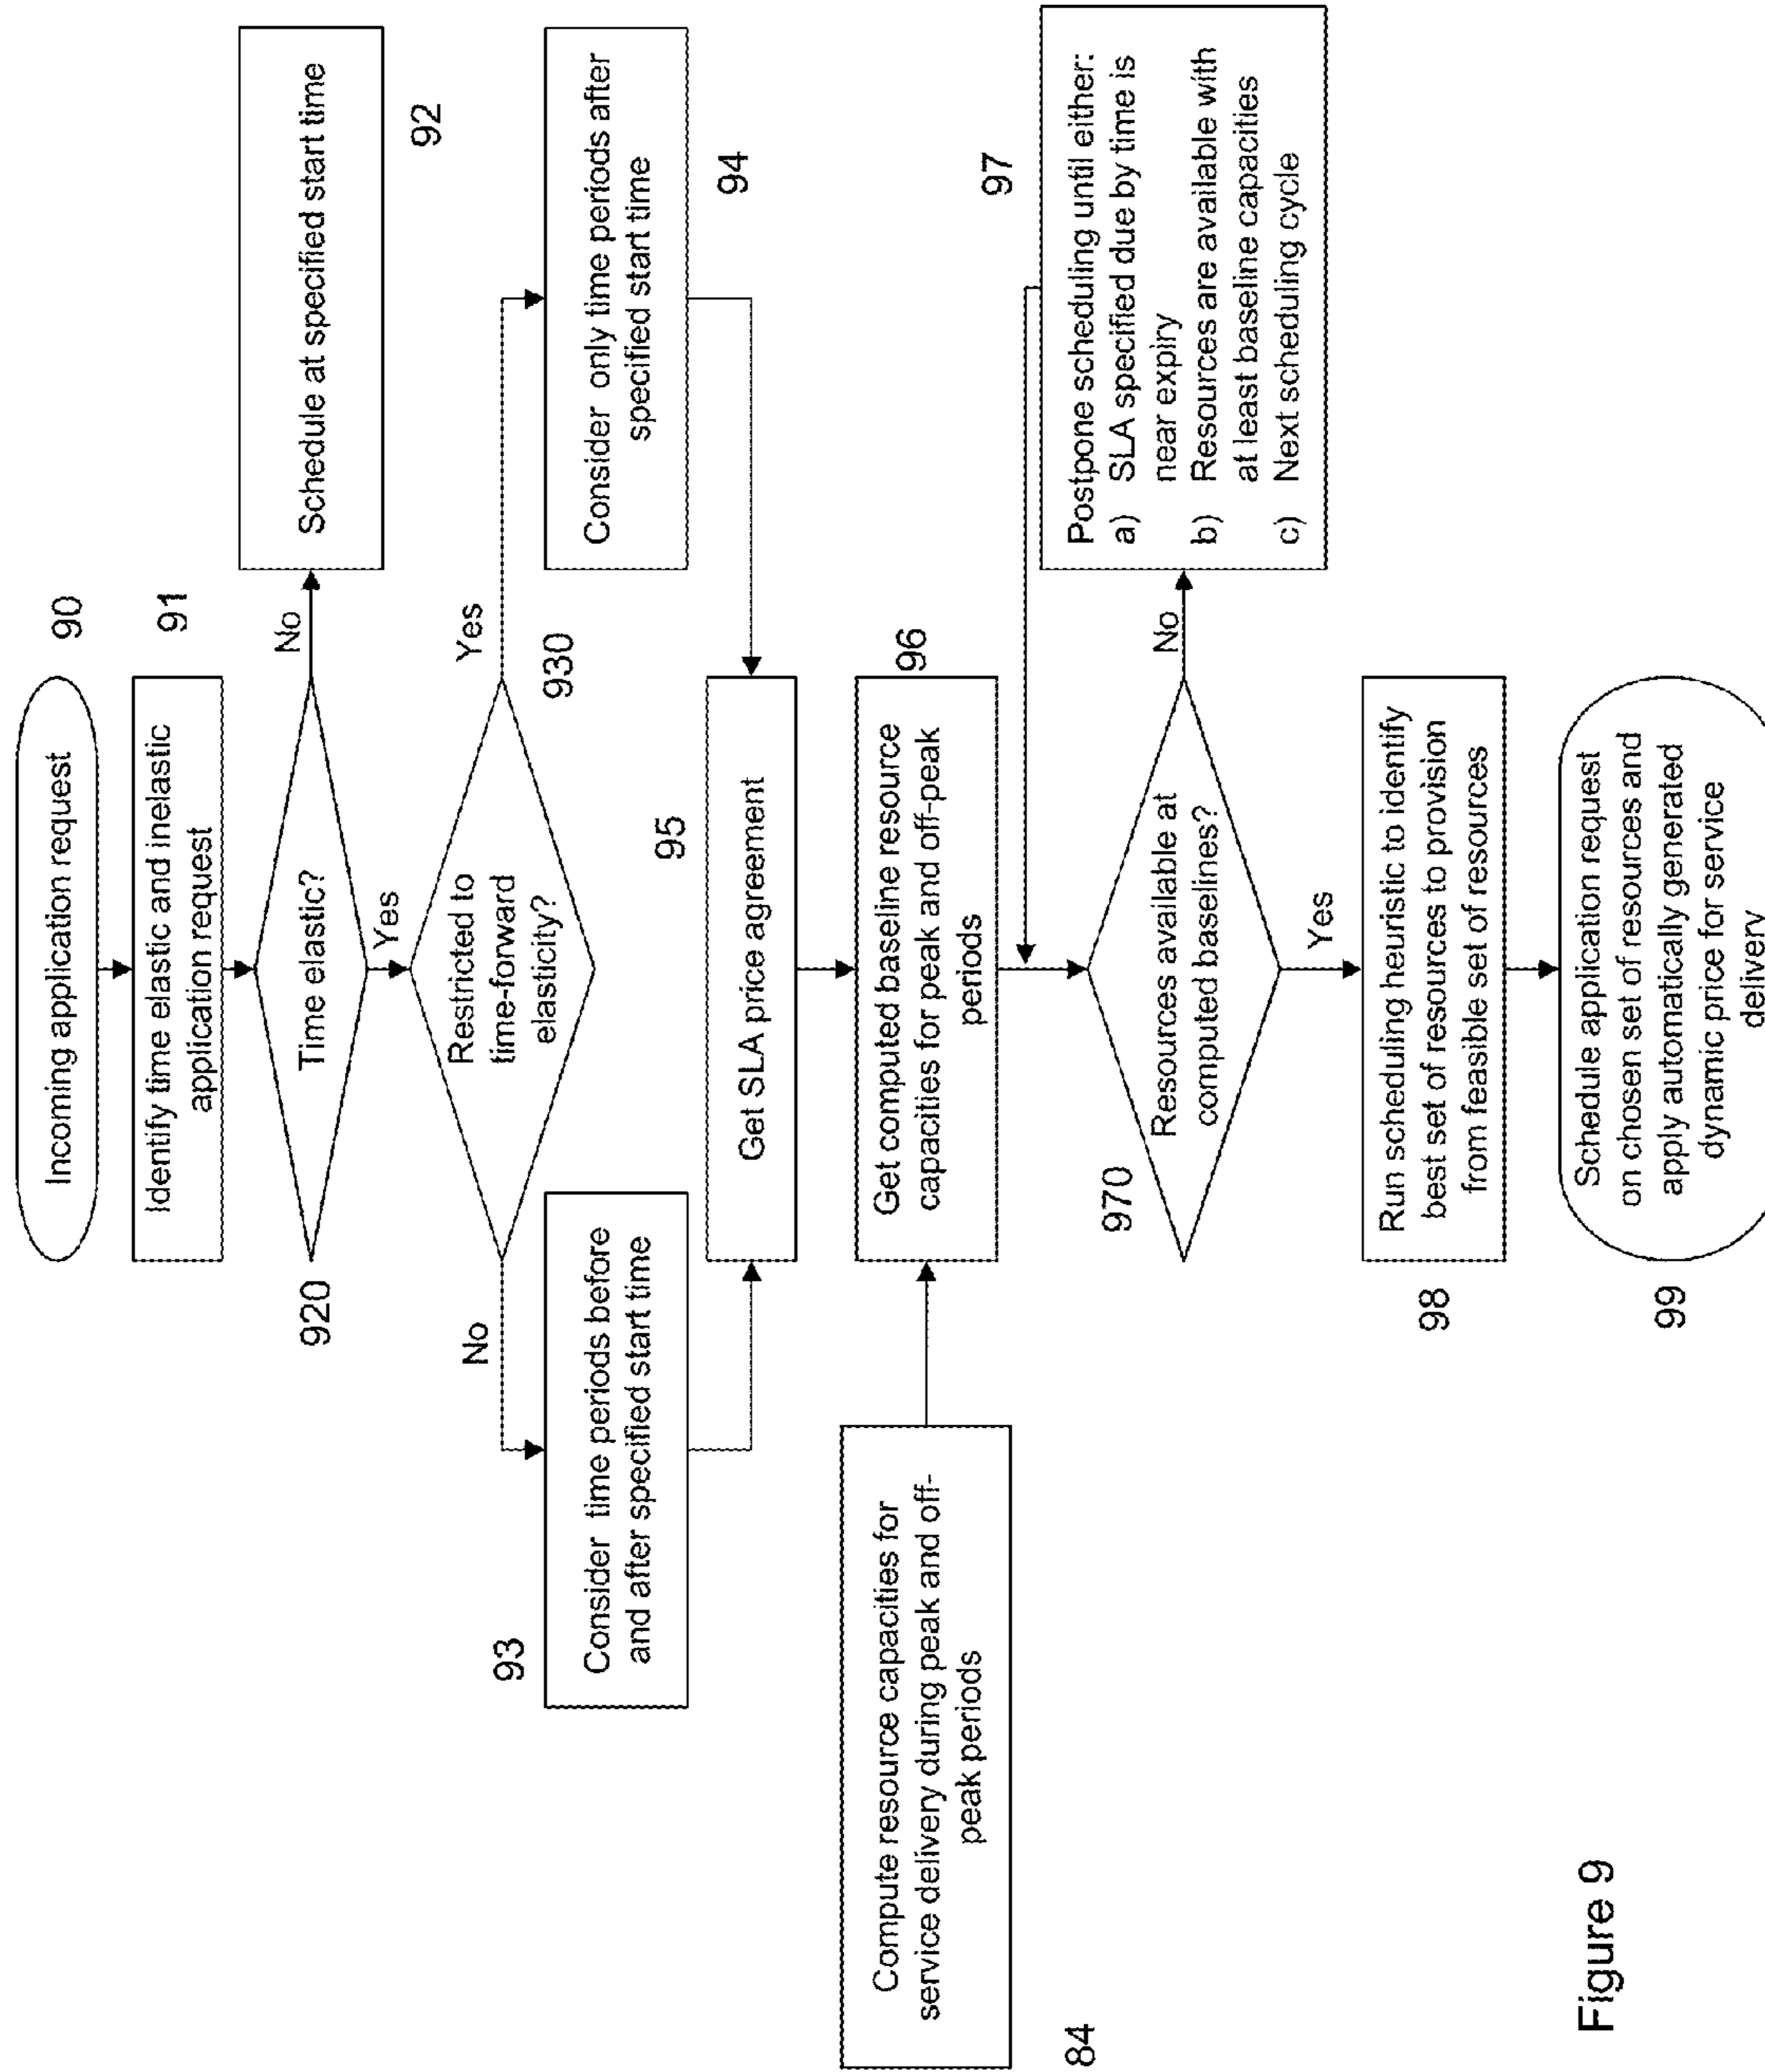 Incoming application request
90
Identify time elastic and inelastic
application request
91
Time elastic?
920
No
Schedule at specified start time
92
Yes
Restricted to
time-forward
elasticity?
930
No
Yes
Consider time periods before
and after specified start time
93
Consider only time periods after
specified start time
94
Get SLA price agreement
95
Compute resource capacities for
service delivery during peak and off-
peak periods
84
Get computed baseline resource
capacities for peak and off-peak
periods
96
Resources available at
computed baselines?
970
No
Postpone scheduling until either:
a) SLA specified due by time is
near expiry
b) Resources are available with
at least baseline capacities
c) Next scheduling cycle
97
Yes
Run scheduling heuristic to identify
best set of resources to provision
from feasible set of resources
98
Schedule application request
on chosen set of resources and
apply automatically generated
dynamic price for service
delivery
99
Figure 9